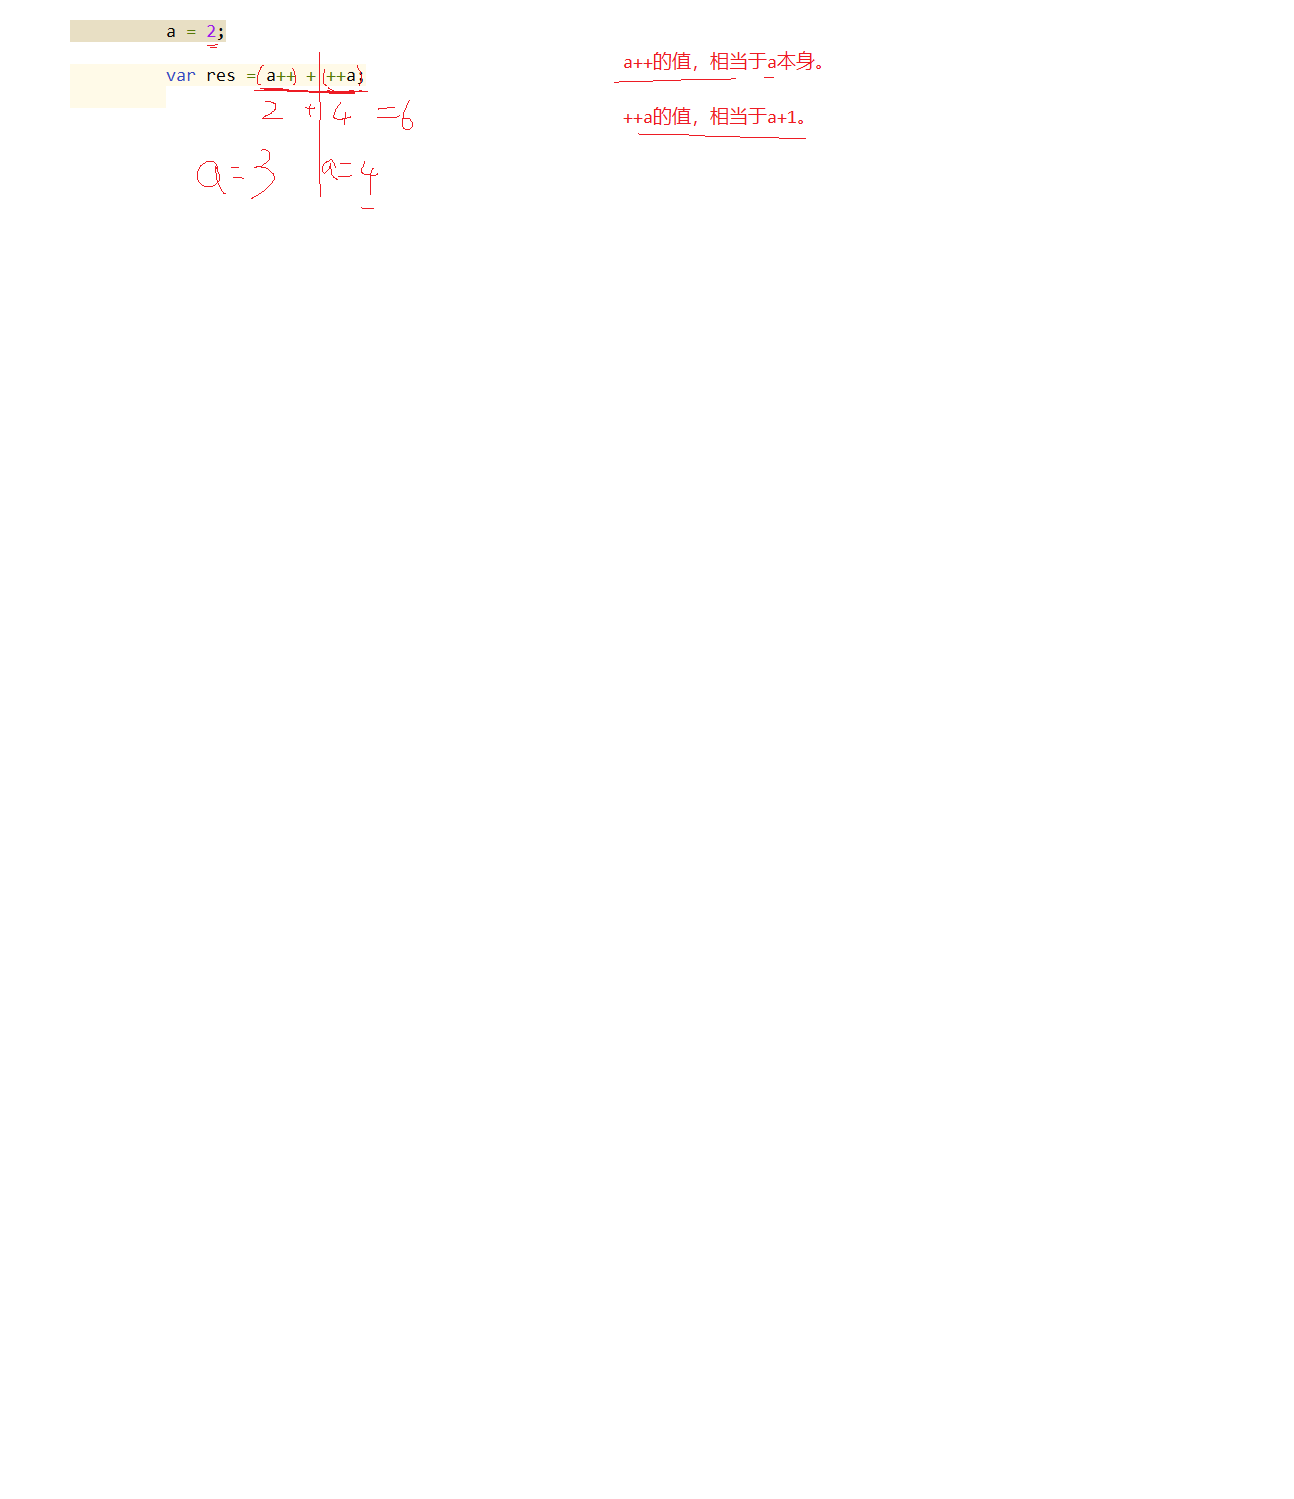 a = 2;
var res =(a++) + (++a);
2 + 4 =6
a=3 a=4
a++的值，相当于a本身。
++a的值，相当于a+1。